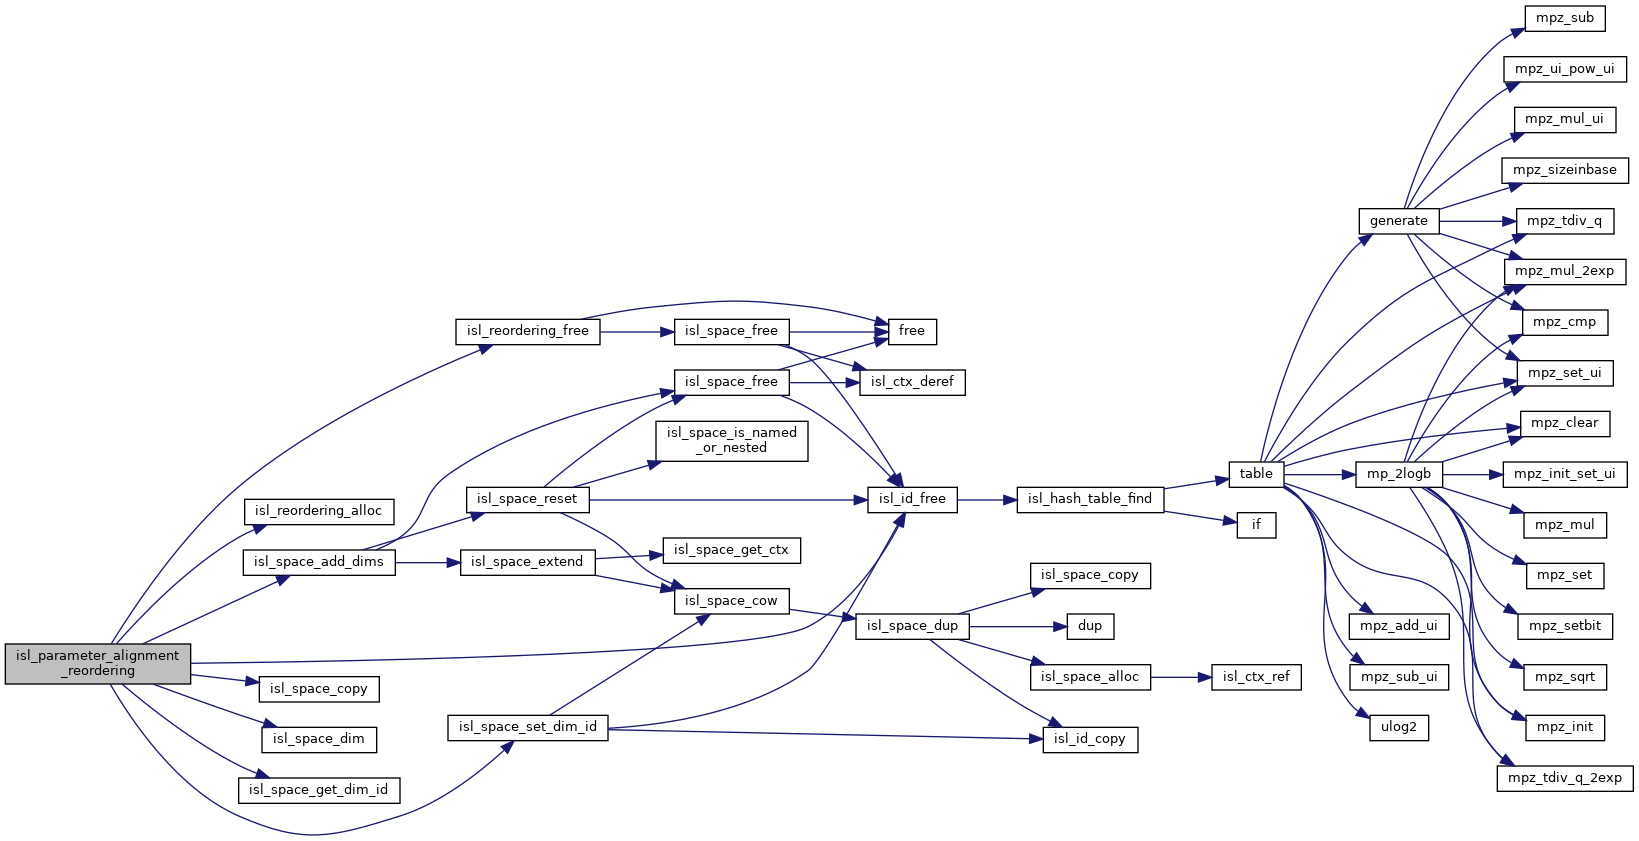 mpz_sub
mpz_ui_pow_ui
mpz_mul_ui
mpz_sizeinbase
generate
mpz_tdiv_q
mpz_mul_2exp
mpz_cmp
isl_reordering_free
isl_space_free
free
isl_space_free
isl_ctx_deref
mpz_set_ui
mpz_clear
isl_space_is_named
_or_nested
table
mp_2logb
mpz_init_set_ui
isl_space_reset
isl_id_free
isl_hash_table_find
isl_reordering_alloc
if
mpz_mul
isl_space_get_ctx
isl_space_add_dims
isl_space_extend
isl_space_copy
mpz_set
isl_space_cow
isl_space_dup
dup
mpz_add_ui
mpz_setbit
isl_parameter_alignment
_reordering
isl_space_alloc
isl_ctx_ref
mpz_sub_ui
mpz_sqrt
isl_space_copy
isl_space_set_dim_id
ulog2
mpz_init
isl_space_dim
isl_id_copy
mpz_tdiv_q_2exp
isl_space_get_dim_id